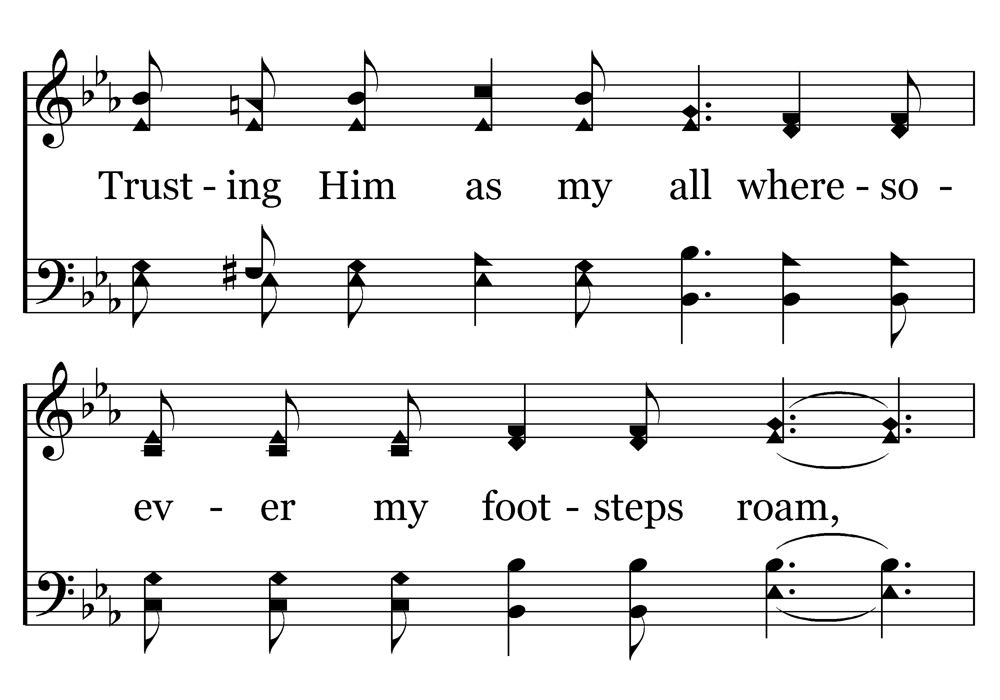 Trust - ing Him as my all where - so -
ev - er my foot - steps roam,